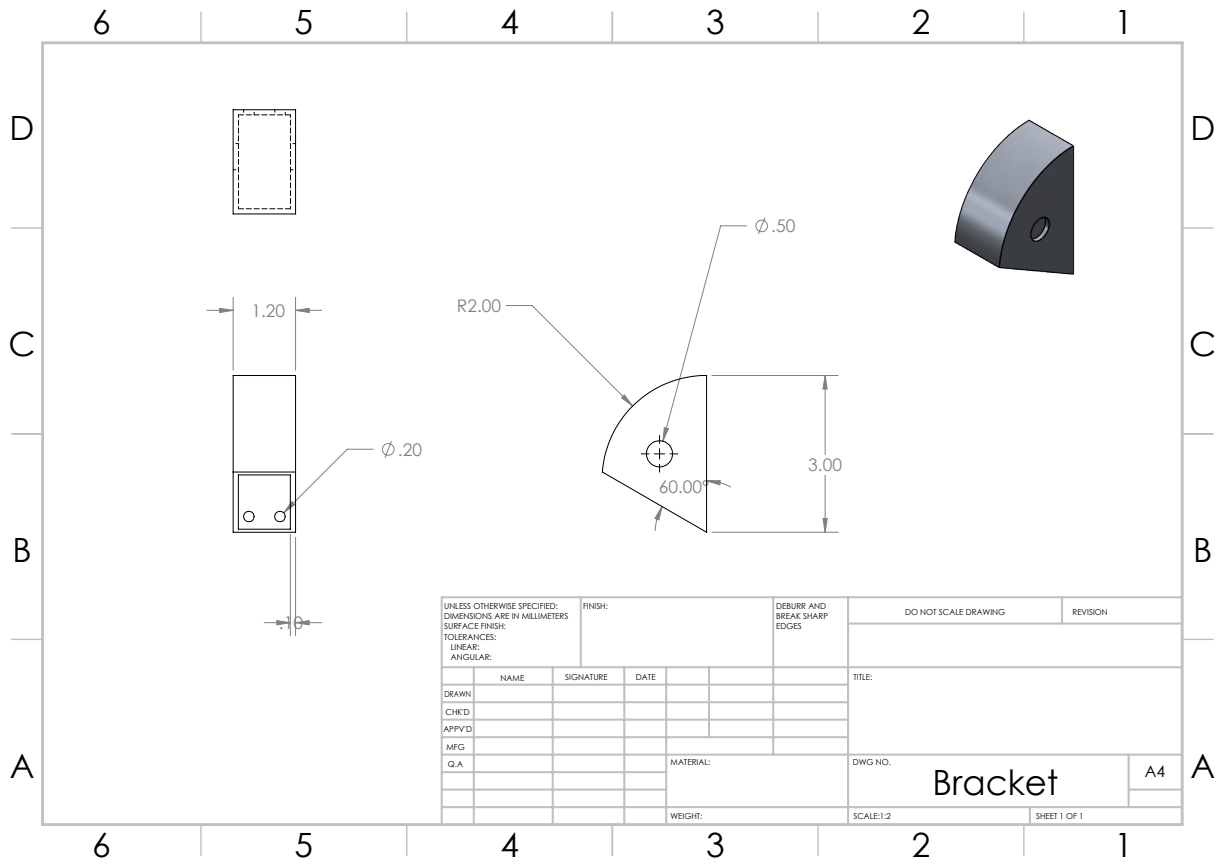 6 5 4 3 2 1
D D
Ø.50
1.20
R2.00
C C
Ø.20
3.00
60.00°
B B
.10
UNLESS OTHERWISE SPECIFIED:
DIMENSIONS ARE IN MILLIMETERS
SURFACE FINISH:
TOLERANCES:
LINEAR:
ANGULAR:
FINISH:
DEBURR AND
BREAK SHARP
EDGES
DO NOT SCALE DRAWING
REVISION
NAME SIGNATURE DATE
DRAWN
CHK'D
APPV'D
MFG
Q.A
TITLE:
MATERIAL:
DWG NO.
Bracket
A4
A A
WEIGHT:
SCALE:1:2
SHEET 1 OF 1
6 5 4 3 2 1